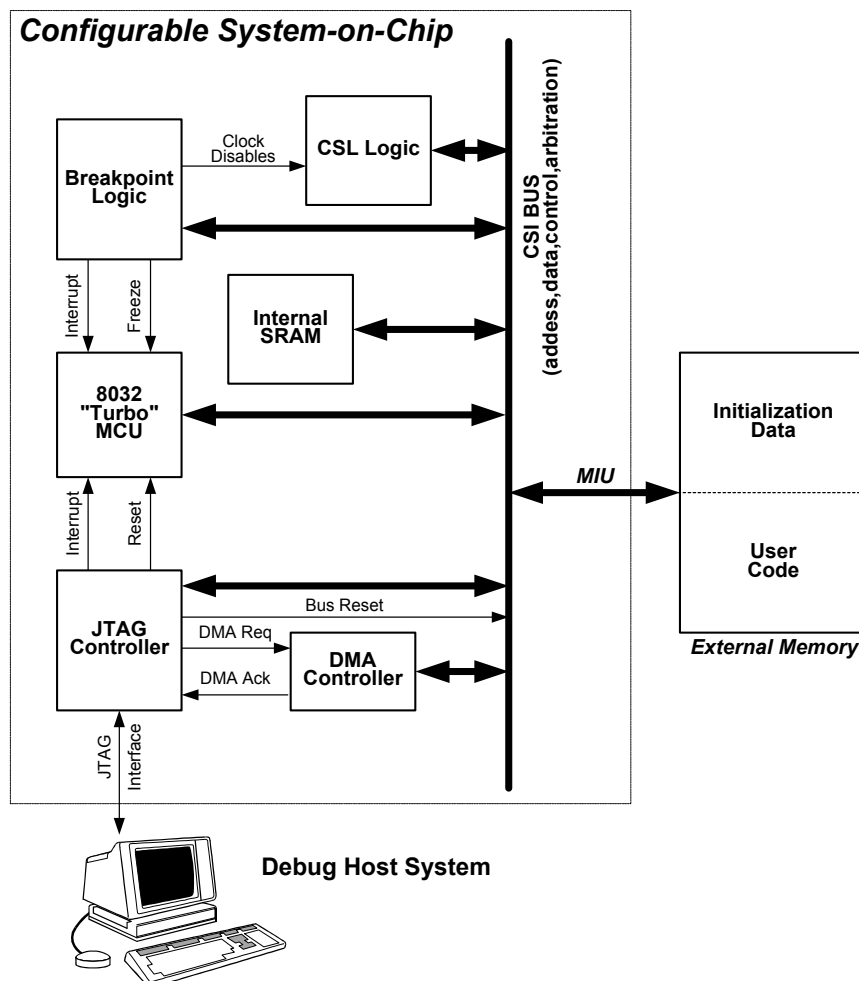 Configurable System-on-Chip
Breakpoint
Logic
Clock
Disables
CSL Logic
CSI BUS
(addess,data,control,arbitration)
Interrupt
Freeze
Internal
SRAM
8032
"Turbo"
MCU
Initialization
Data
MIU
Interrupt
Reset
User
Code
JTAG
Controller
Bus Reset
DMA Req
DMA Ack
DMA
Controller
External Memory
JTAG
Interface
Debug Host System